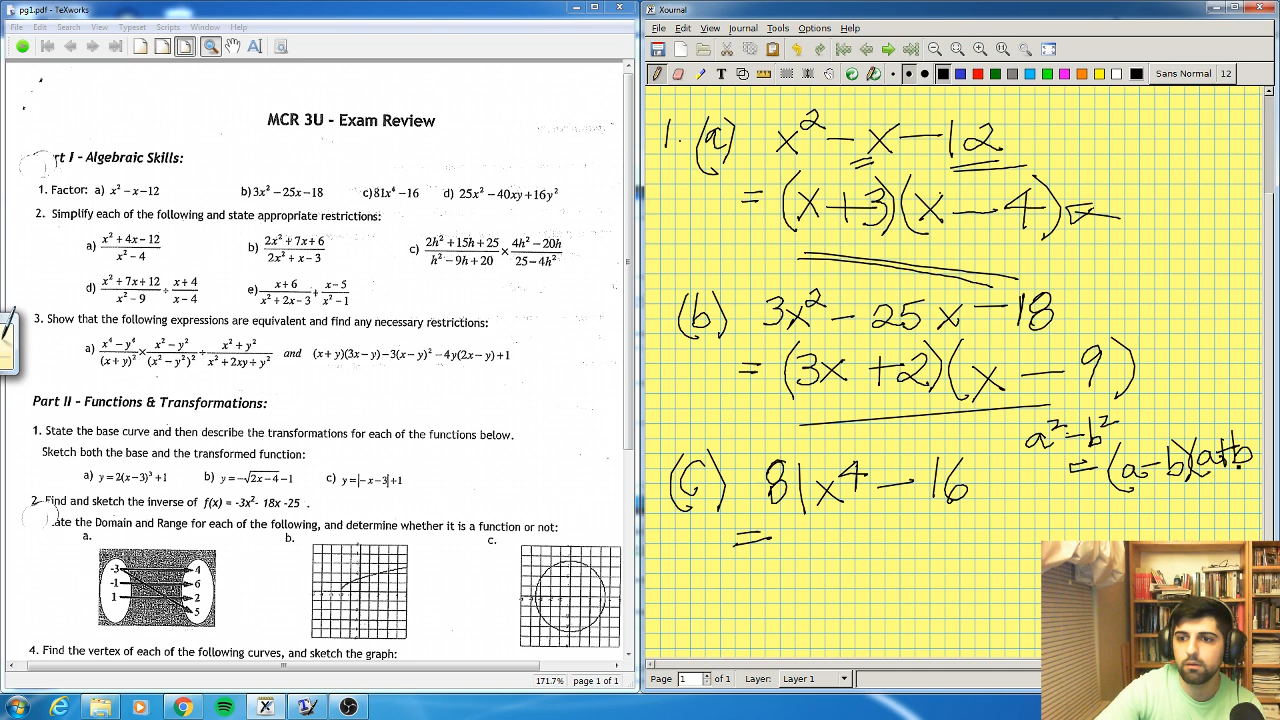 pg1.pdf - TeXworks
File Edit Search View Typeset Scripts Window Help
MCR 3U - Exam Review
rt I - Algebraic Skills:
1. Factor: a) x² - x - 12 b) 3x² - 25x - 18 c) 81x⁴ - 16 d) 25x² - 40xy + 16y²
2. Simplify each of the following and state appropriate restrictions:
a) (x² + 4x - 12)/(x² - 4) b) (2x² + 7x + 6)/(2x² + x - 3) c) (2h² + 15h + 25)/(h² - 9h + 20) × (4h² - 20h)/(25 - 4h²)
d) (x² + 7x + 12)/(x² - 9) ÷ (x + 4)/(x - 4) e) (x + 6)/(x² + 2x - 3) + (x - 5)/(x² - 1)
3. Show that the following expressions are equivalent and find any necessary restrictions:
a) (x⁴ - y⁴)/(x + y)² × (x² - y²)/(x² - y²)² ÷ (x² + y²)/(x² + 2xy + y²) and (x + y)(3x - y) - 3(x - y)² - 4y(2x - y) + 1
Part II - Functions & Transformations:
1. State the base curve and then describe the transformations for each of the functions below.
Sketch both the base and the transformed function:
a) y = 2(x - 3)³ + 1 b) y = -√(2x - 4) - 1 c) y = |-x - 3| + 1
2. Find and sketch the inverse of f(x) = -3x² - 18x -25 .
ate the Domain and Range for each of the following, and determine whether it is a function or not:
a. b. c.
-3 4
-1 6
1 2
5
4. Find the vertex of each of the following curves, and sketch the graph:
171.7% page 1 of 1
Xournal
File Edit View Journal Tools Options Help
Sans Normal 12
1. (a) x² - x - 12
= (x + 3)(x - 4)
(b) 3x² - 25x - 18
= (3x + 2)(x - 9)
a² - b²
= (a - b)(a + b
(c) 81x⁴ - 16
=
Page 1 of 1 Layer: Layer 1